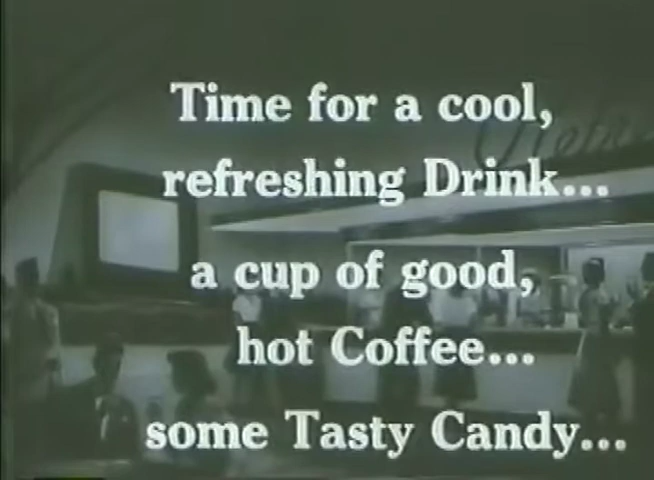 Time for a cool,
refreshing Drink...
a cup of good,
hot Coffee...
some Tasty Candy...